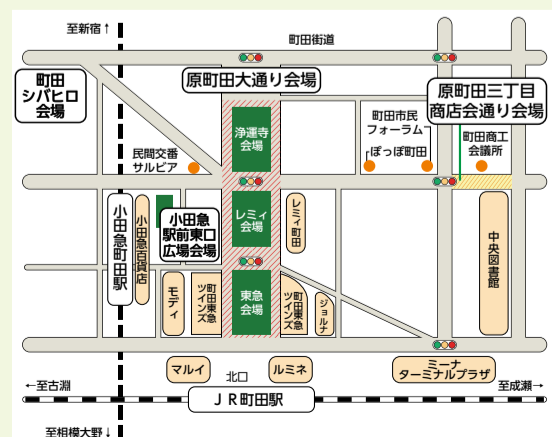 至新宿↑
町田街道
町田
シバヒロ
会場
原町田大通り会場
原町田三丁目
商店会通り会場
浄運寺
会場
町田市民
フォーラム
ぽっぽ町田
町田商工
会議所
民間交番
サルビア
小田急町田駅
小田急百貨店
小田急
駅前東口
広場会場
レミィ
会場
レミィ町田
中央図書館
モディ
町田東急
ツインズ
東急
会場
町田東急
ツインズ
ジョルナ
マルイ
北口
ルミネ
ミーナ
ターミナルプラザ
←至古淵
JR町田駅
至成瀬→
至相模大野↓